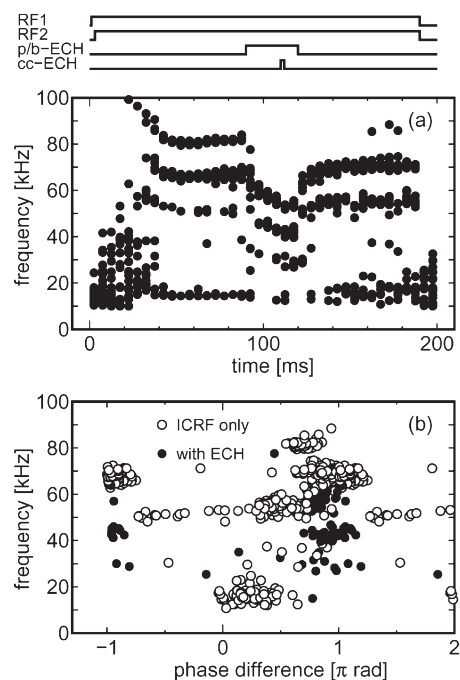 RF1
RF2
p/b-ECH
cc-ECH
100
80
60
40
20
0
frequency [kHz]
(a)
0 100 200
time [ms]
100
80
60
40
20
0
frequency [kHz]
ICRF only
with ECH
(b)
−1 0 1 2
phase difference [π rad]